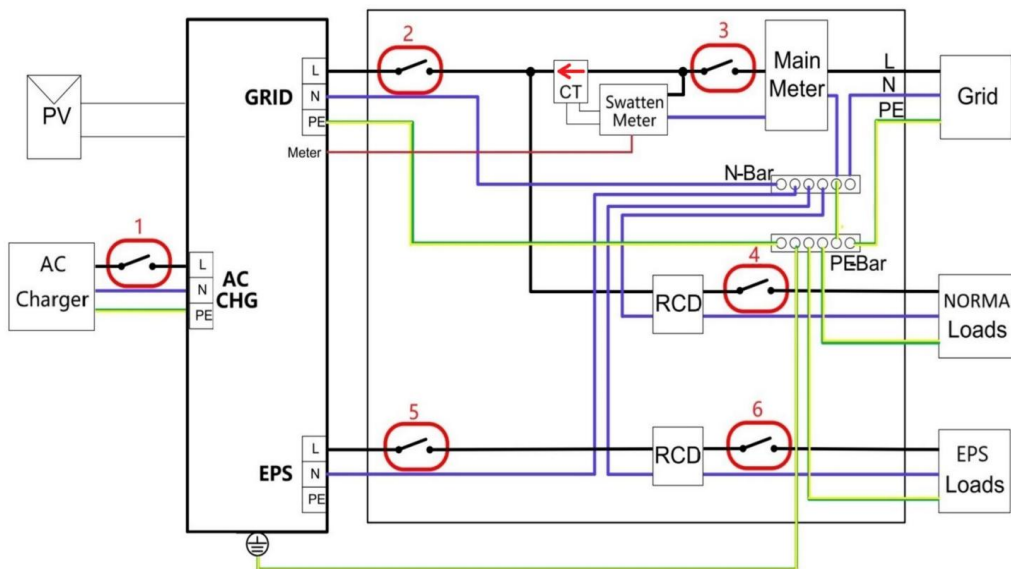 2
3
L
Main
Meter
L
PV
GRID
N
CT
Swatten
Meter
N
Grid
PE
PE
Meter
N-Bar
1
AC
Charger
L
N
PE
AC
CHG
PE-Bar
4
RCD
NORMA
Loads
5
6
L
RCD
EPS
Loads
EPS
N
PE